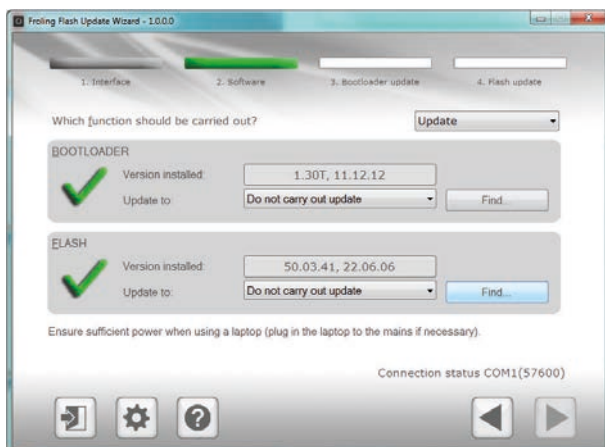 Froling Flash Update Wizard - 1.0.0.0
1. Interface 2. Software 3. Bootloader update 4. Flash update
Which function should be carried out? Update
BOOTLOADER
Version installed: 1.30T, 11.12.12
Update to: Do not carry out update Find...
FLASH
Version installed: 50.03.41, 22.06.06
Update to: Do not carry out update Find...
Ensure sufficient power when using a laptop (plug in the laptop to the mains if necessary).
Connection status COM1(57600)